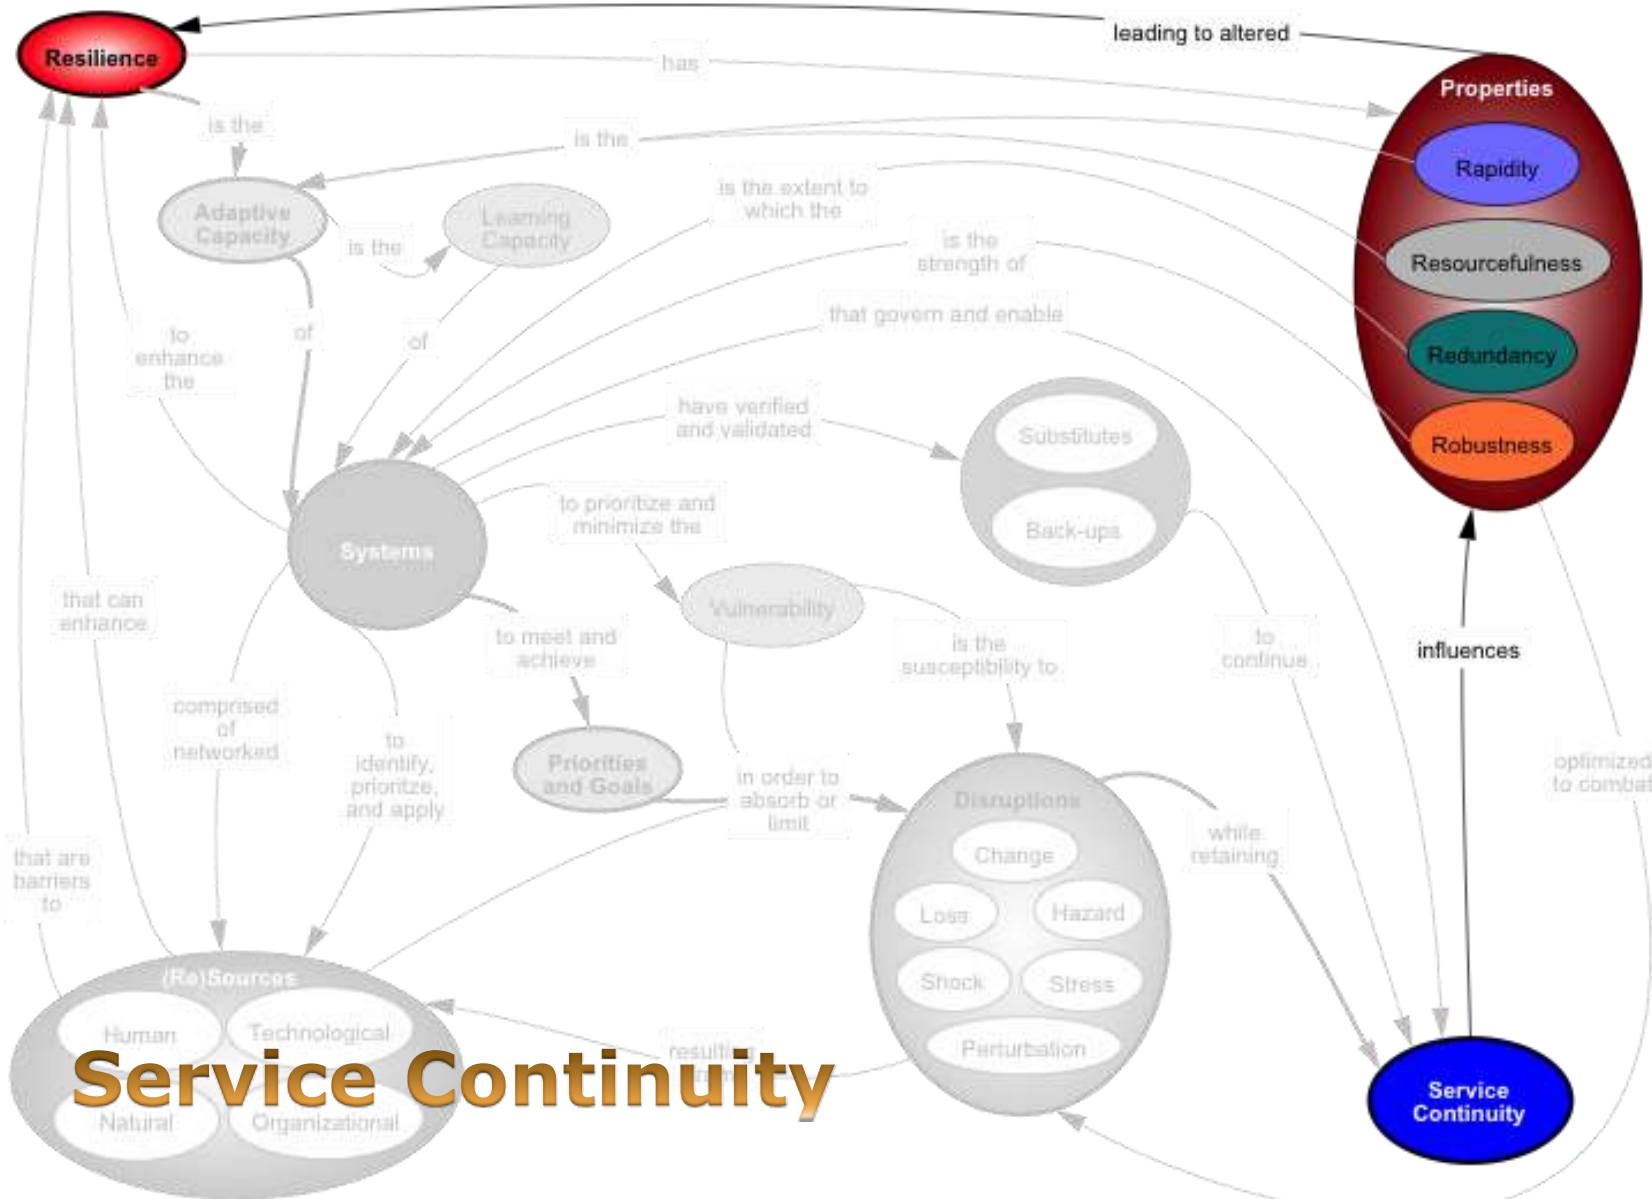 leading to altered
Resilience
has
Properties
is the
is the
Rapidity
is the extent to
which the
Adaptive
Capacity
Learning
Capacity
is the
is the
strength of
Resourcefulness
that govern and enable
to
enhance
the
of
of
Redundancy
have verified
and validated
Substitutes
Robustness
to prioritize and
minimize the
Back-ups
Systems
that can
enhance
Vulnerability
to meet and
achieve
is the
susceptibility to
to
continue
influences
comprised
of
networked
to
identify,
prioritze,
and apply
Priorities
and Goals
in order to
absorb or
limit
Disruptions
optimized
to combat
while
retaining
Change
that are
barriers
to
Loss
Hazard
(Re)Sources
Shock
Stress
Human
Technological
resulting
Perturbation
Service Continuity
Service
Continuity
Natural
Organizational